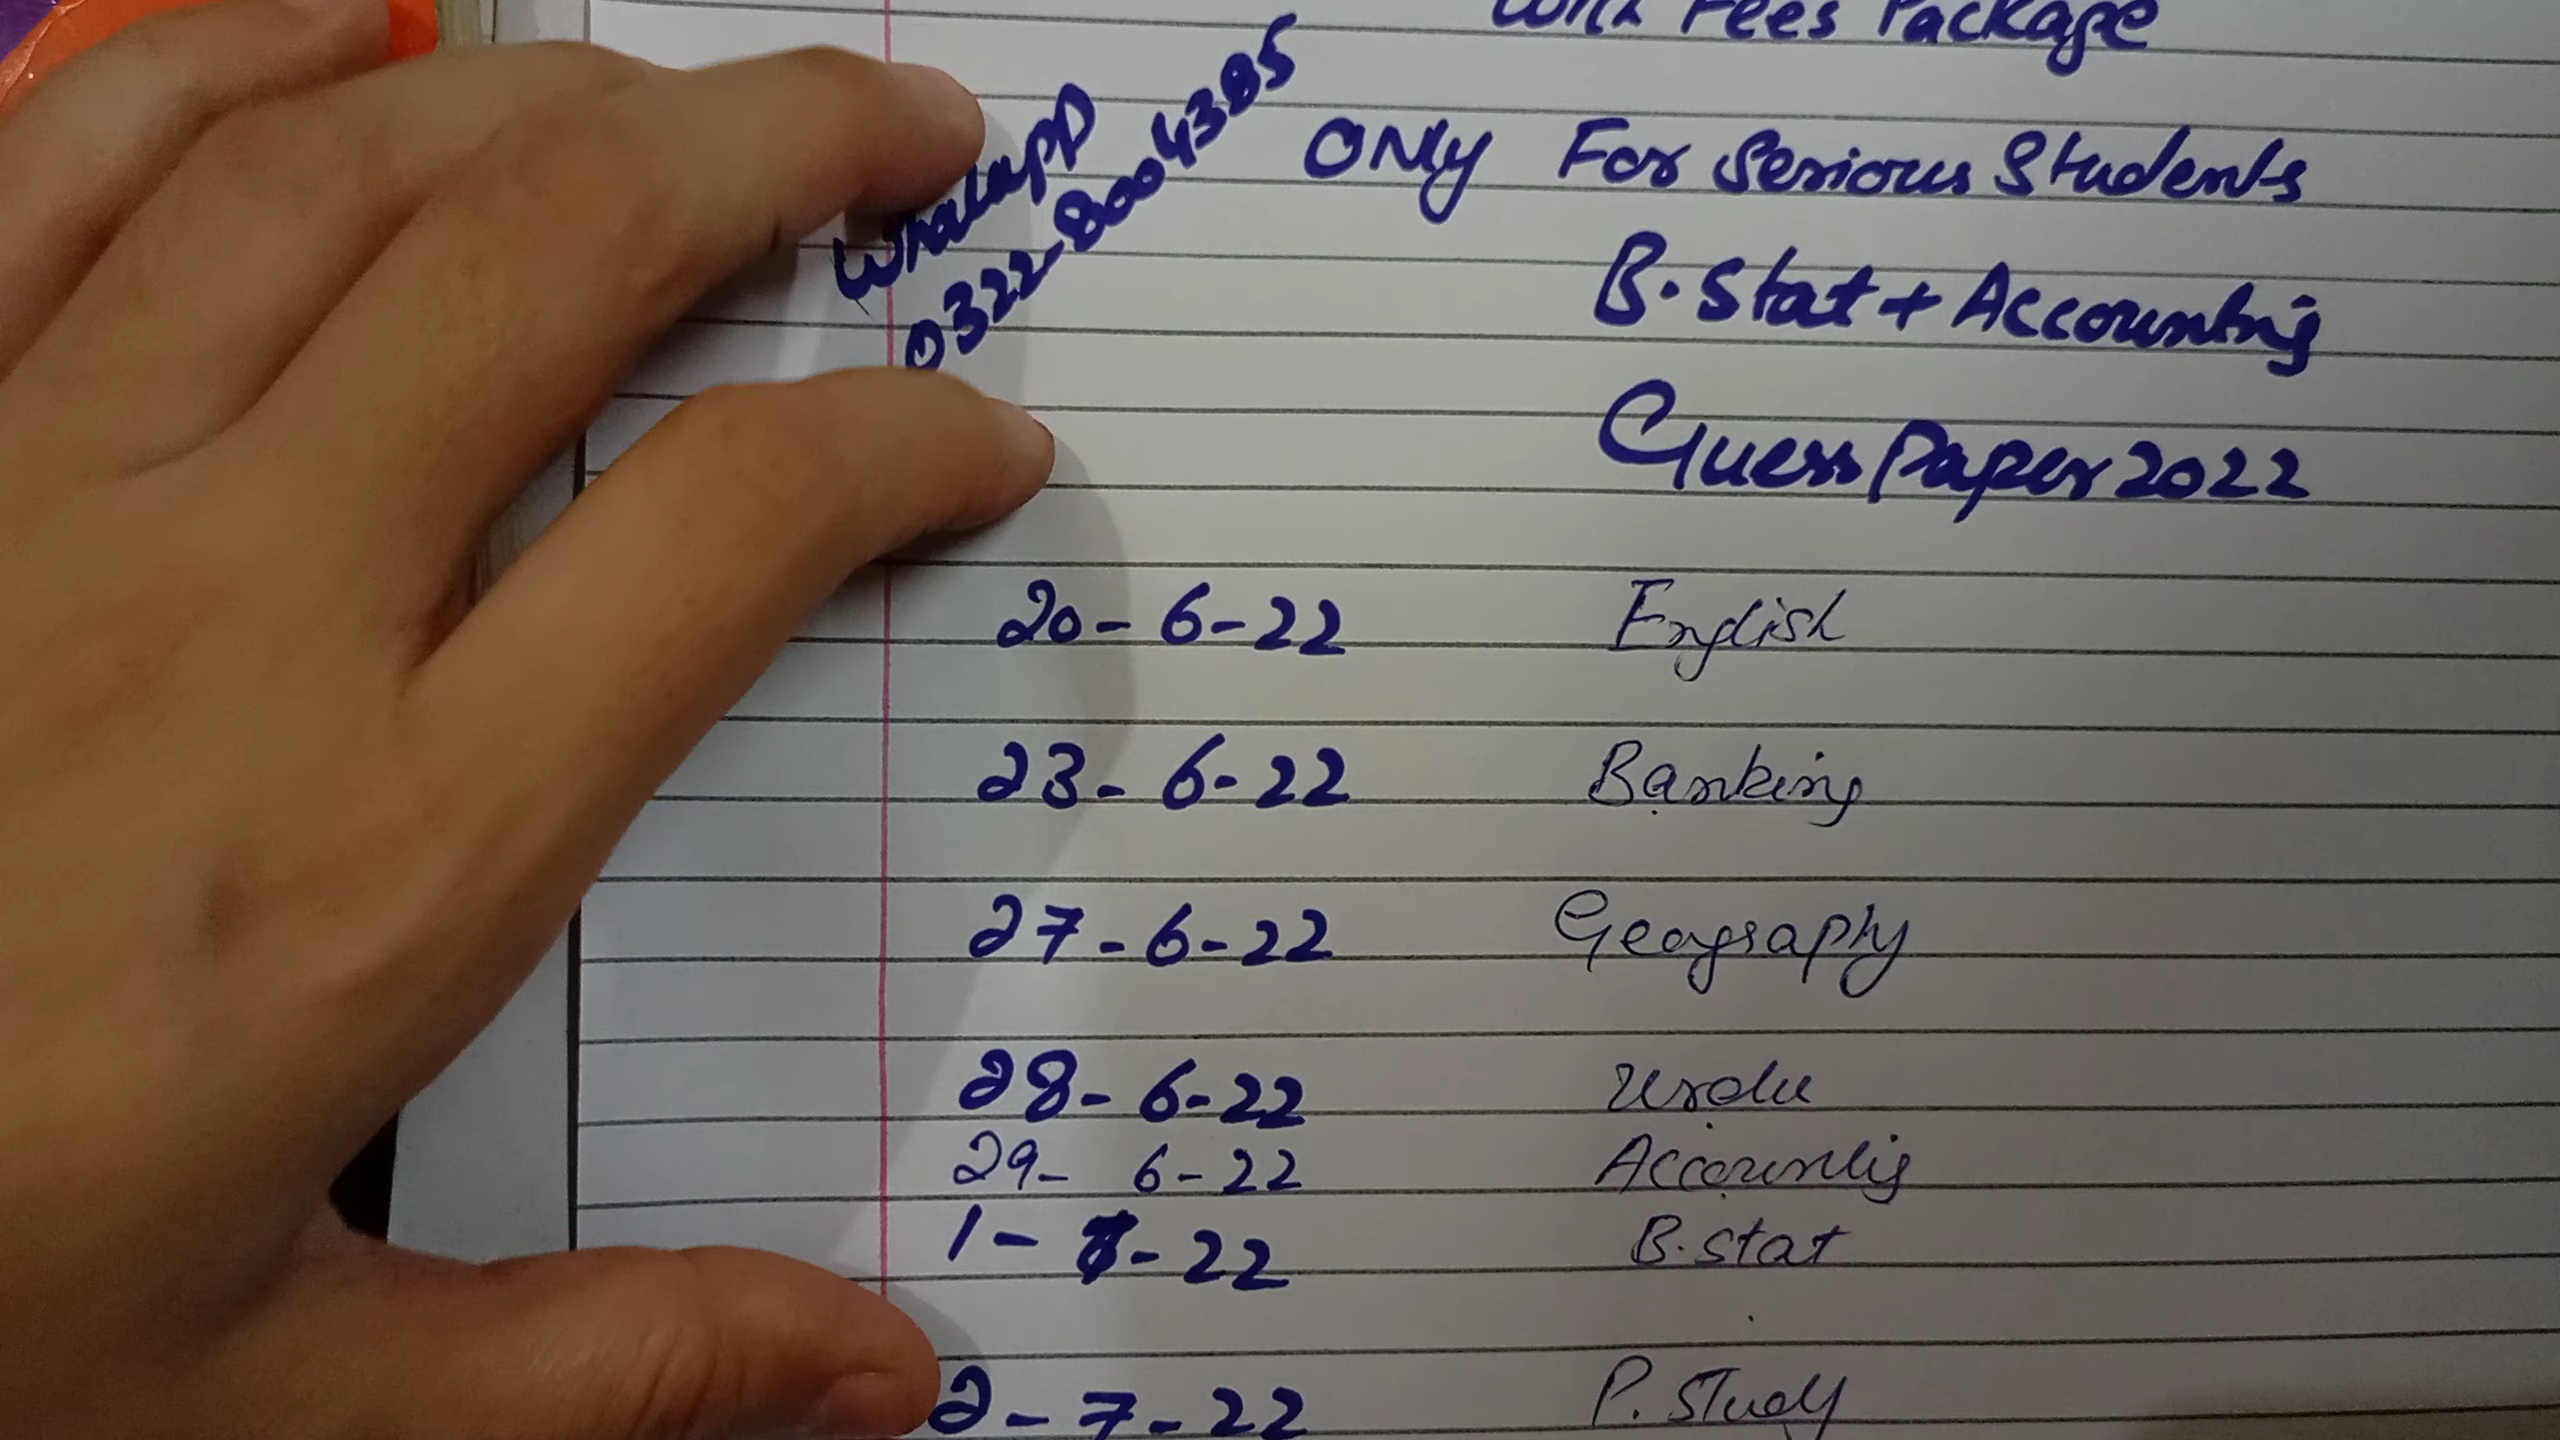 With Fees Package
Whatapp
0322-8004385
ONly For Serious Students
B.Stat + Accounting
Guess Paper 2022
20-6-22 English
23-6-22 Banking
27-6-22 Geography
28-6-22 Urdu
29-6-22 Accounting
1-7-22 B.stat
2-7-22 P.Study